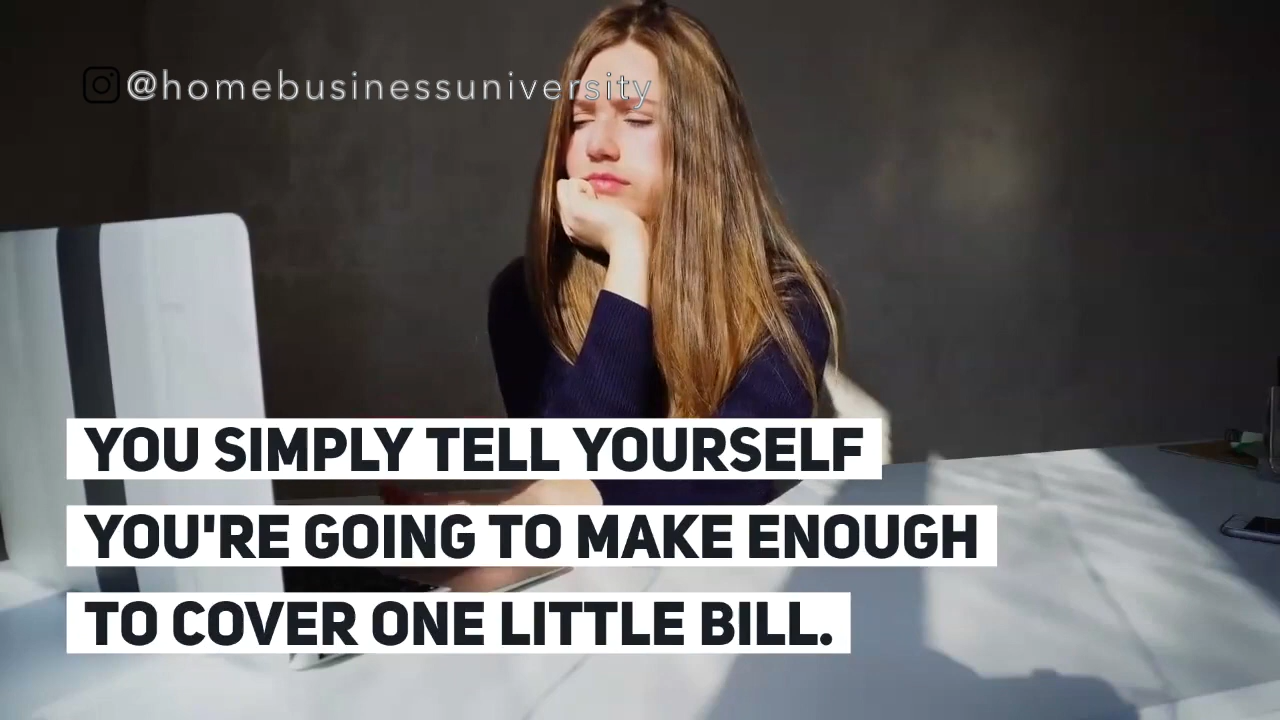 @homebusinessuniversity
YOU SIMPLY TELL YOURSELF
YOU'RE GOING TO MAKE ENOUGH
TO COVER ONE LITTLE BILL.